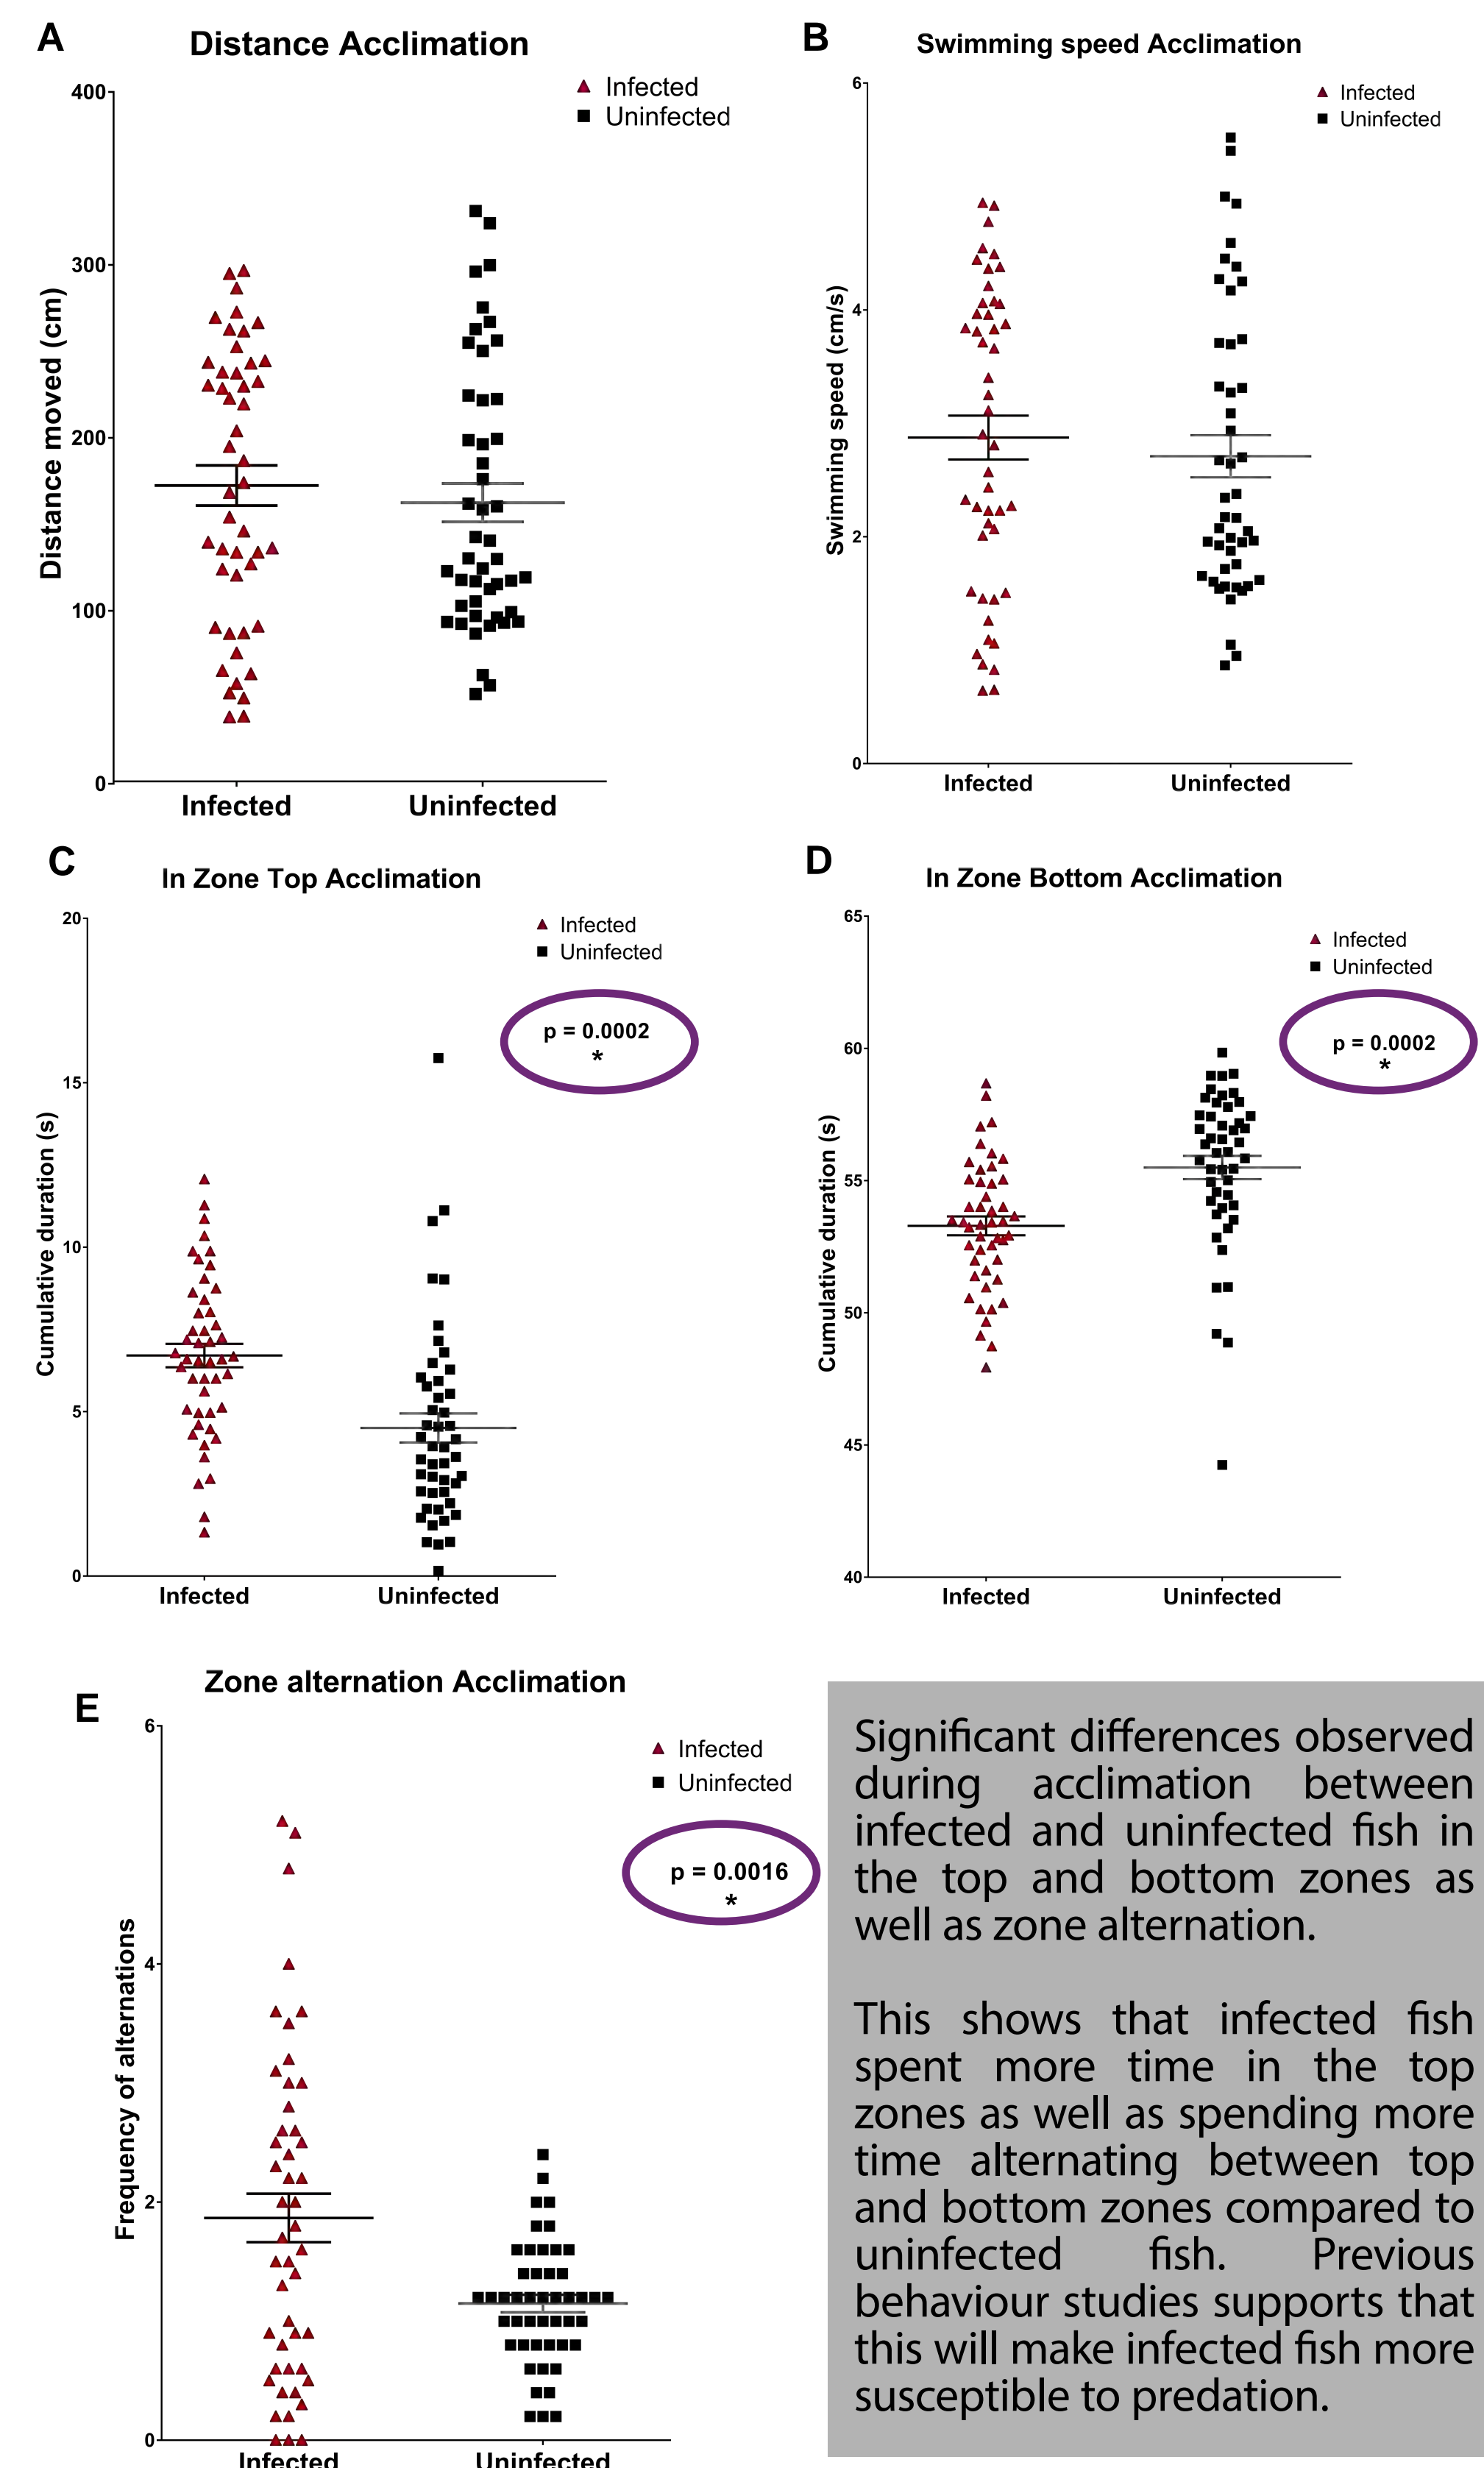 A
Distance Acclimation
Infected
Uninfected
400
300
200
100
0
Distance moved (cm)
Infected
Uninfected
B
Swimming speed Acclimation
Infected
Uninfected
6
4
2
0
Swimming speed (cm/s)
Infected
Uninfected
C
In Zone Top Acclimation
Infected
Uninfected
p = 0.0002
*
20
15
10
5
0
Cumulative duration (s)
Infected
Uninfected
D
In Zone Bottom Acclimation
Infected
Uninfected
p = 0.0002
*
65
60
55
50
45
40
Cumulative duration (s)
Infected
Uninfected
E
Zone alternation Acclimation
Infected
Uninfected
p = 0.0016
*
6
4
2
0
Frequency of alternations
Infected
Uninfected
Significant differences observed
during acclimation between
infected and uninfected fish in
the top and bottom zones as
well as zone alternation.
This shows that infected fish
spent more time in the top
zones as well as spending more
time alternating between top
and bottom zones compared to
uninfected fish. Previous
behaviour studies supports that
this will make infected fish more
susceptible to predation.